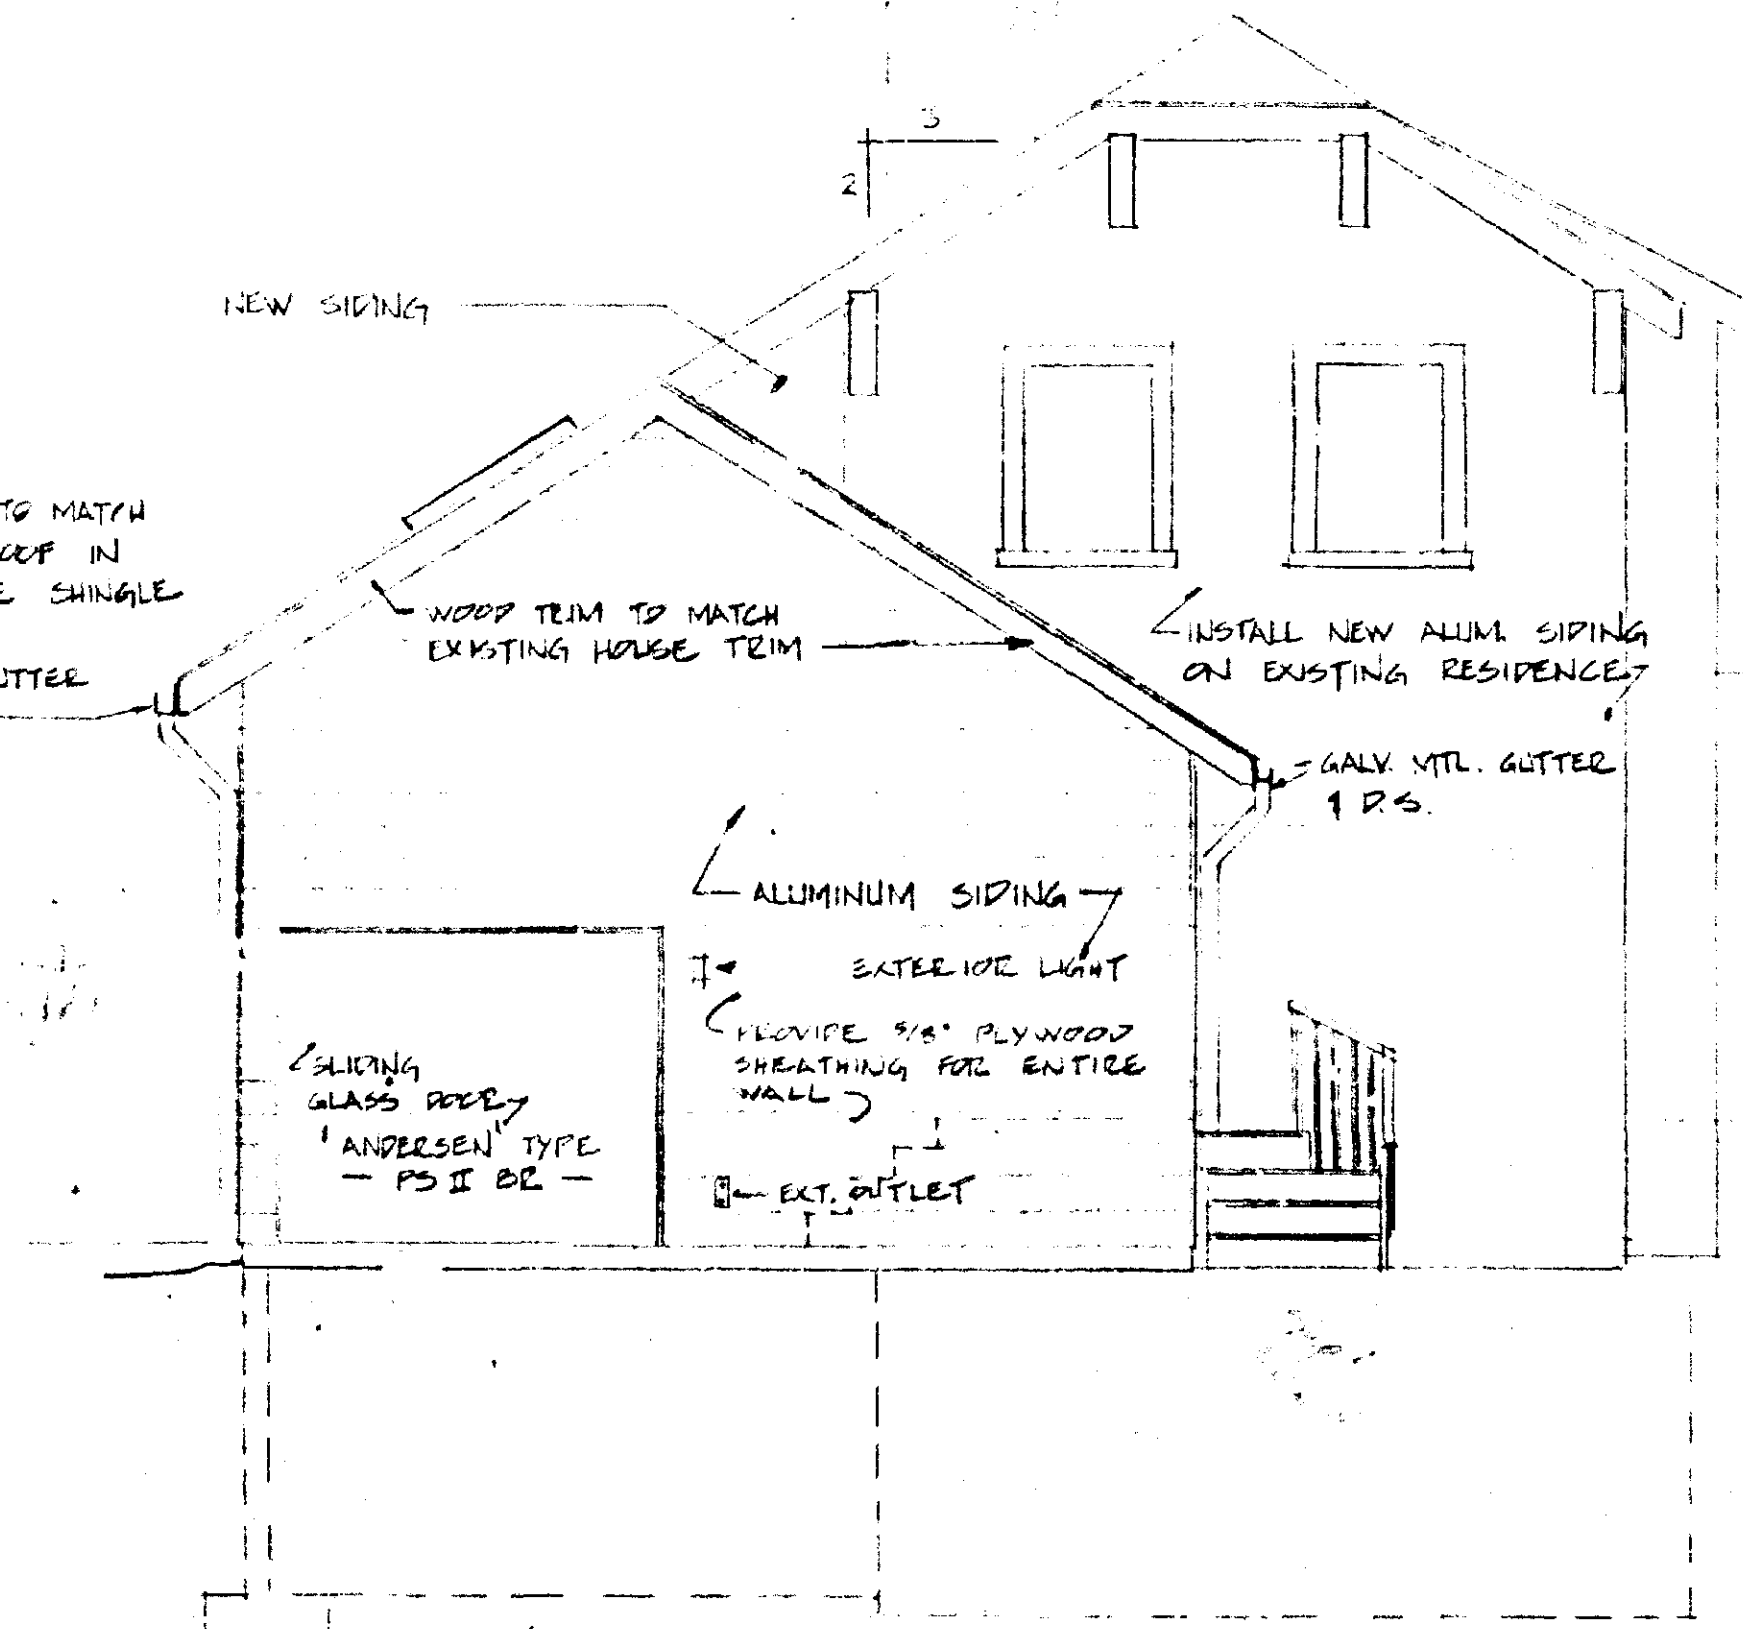 3
2
NEW SIDING
TO MATCH
ROOF IN
SHINGLE
GUTTER
WOOD TRIM TO MATCH
EXISTING HOUSE TRIM
INSTALL NEW ALUM. SIDING
ON EXISTING RESIDENCE
GALV. MTL. GUTTER
& D.S.
ALUMINUM SIDING
EXTERIOR LIGHT
PROVIDE 5/8" PLYWOOD
SHEATHING FOR ENTIRE
WALL
SLIDING
GLASS DOOR
"ANDERSEN" TYPE
— PS II 8R —
EXT. OUTLET